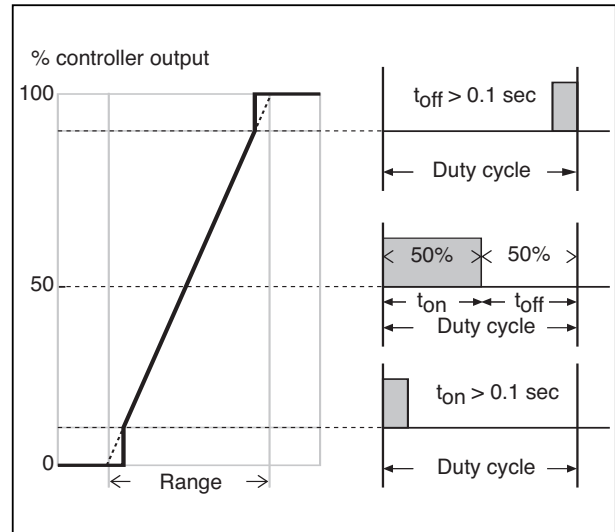 % controller output
100
50
0
Range
t_off > 0.1 sec
Duty cycle
50% 50%
t_on t_off
Duty cycle
t_on > 0.1 sec
Duty cycle